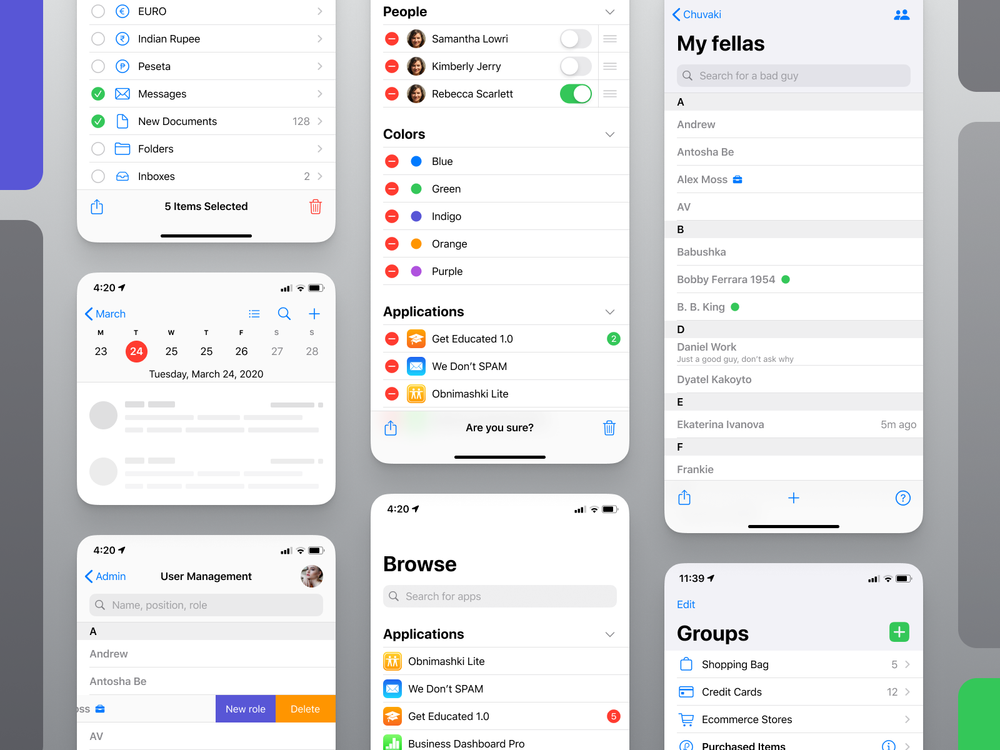 EURO
Indian Rupee
Peseta
Messages
New Documents 128
Folders
Inboxes 2
5 Items Selected
4:20
March
M T W T F S S
23 24 25 25 26 27 28
Tuesday, March 24, 2020
4:20
Admin User Management
Name, position, role
A
Andrew
Antosha Be
oss New role Delete
AV
People
Samantha Lowri
Kimberly Jerry
Rebecca Scarlett
Colors
Blue
Green
Indigo
Orange
Purple
Applications
Get Educated 1.0 2
We Don’t SPAM
Obnimashki Lite
Are you sure?
4:20
Browse
Search for apps
Applications
Obnimashki Lite
We Don’t SPAM
Get Educated 1.0 5
Business Dashboard Pro
Chuvaki
My fellas
Search for a bad guy
A
Andrew
Antosha Be
Alex Moss
AV
B
Babushka
Bobby Ferrara 1954
B. B. King
D
Daniel Work
Just a good guy, don’t ask why
Dyatel Kakoyto
E
Ekaterina Ivanova 5m ago
F
Frankie
11:39
Edit
Groups
Shopping Bag 5
Credit Cards 12
Ecommerce Stores
Purchased Items